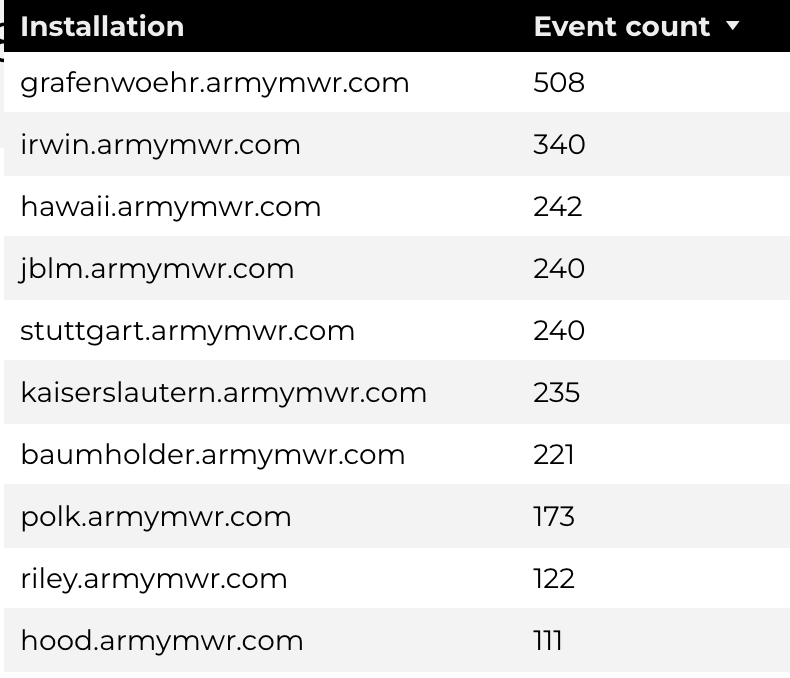 Installation Event count ▼
grafenwoehr.armymwr.com 508
irwin.armymwr.com 340
hawaii.armymwr.com 242
jblm.armymwr.com 240
stuttgart.armymwr.com 240
kaiserslautern.armymwr.com 235
baumholder.armymwr.com 221
polk.armymwr.com 173
riley.armymwr.com 122
hood.armymwr.com 111